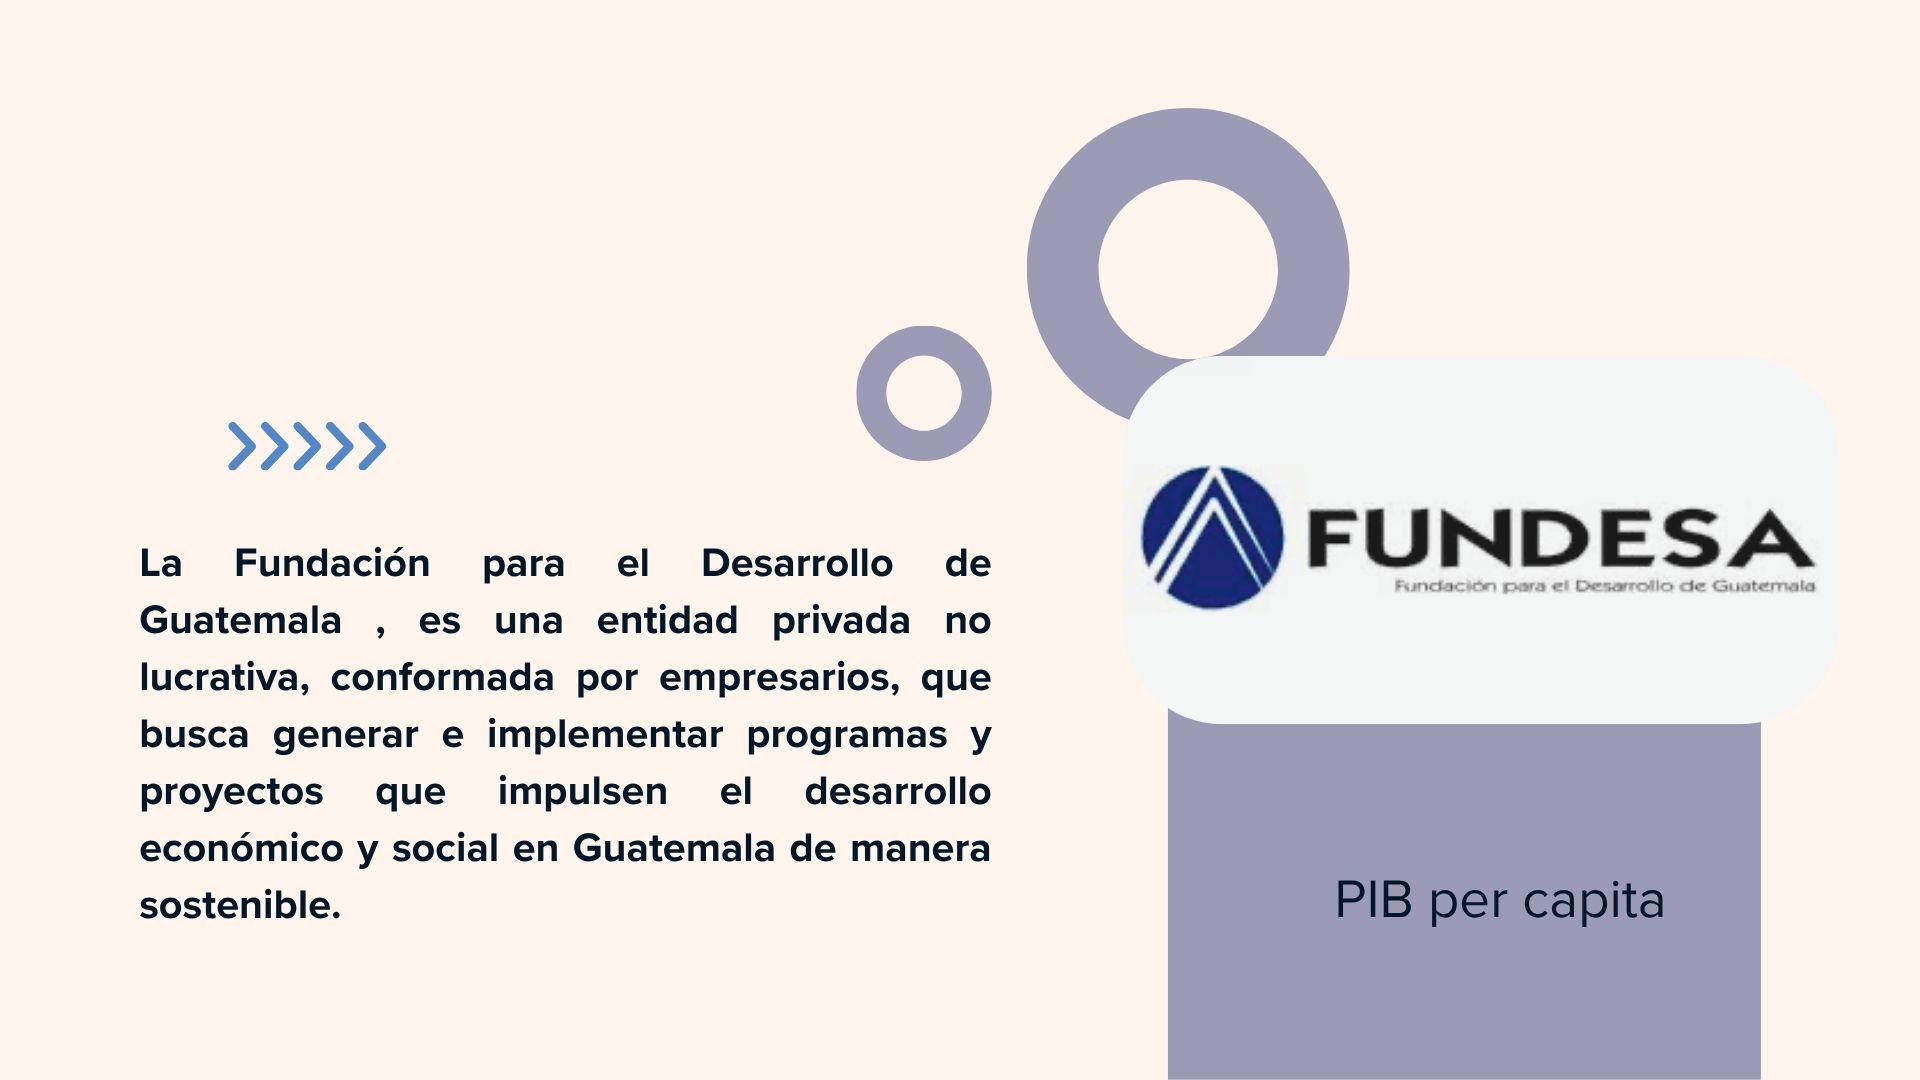 La Fundación para el Desarrollo de
Guatemala , es una entidad privada no
lucrativa, conformada por empresarios, que
busca generar e implementar programas y
proyectos que impulsen el desarrollo
económico y social en Guatemala de manera
sostenible.
FUNDESA
Fundación para el Desarrollo de Guatemala
PIB per capita